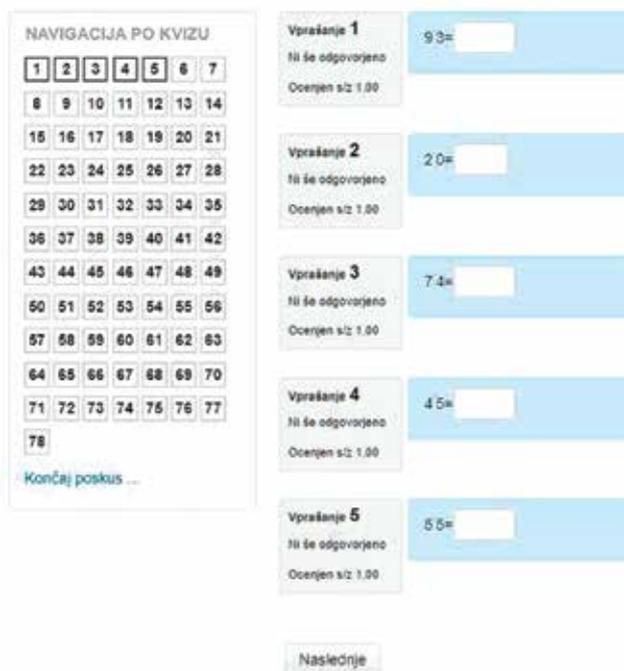 NAVIGACIJA PO KVIZU
1 2 3 4 5 6 7
8 9 10 11 12 13 14
15 16 17 18 19 20 21
22 23 24 25 26 27 28
29 30 31 32 33 34 35
36 37 38 39 40 41 42
43 44 45 46 47 48 49
50 51 52 53 54 55 56
57 58 59 60 61 62 63
64 65 66 67 68 69 70
71 72 73 74 75 76 77
78
Končaj poskus ...
Vprašanje 1
Ni še odgovorjeno
Ocenjen s/z 1,00
9 3=
Vprašanje 2
Ni še odgovorjeno
Ocenjen s/z 1,00
2 0=
Vprašanje 3
Ni še odgovorjeno
Ocenjen s/z 1,00
7 4=
Vprašanje 4
Ni še odgovorjeno
Ocenjen s/z 1,00
4 5=
Vprašanje 5
Ni še odgovorjeno
Ocenjen s/z 1,00
5 5=
Naslednje